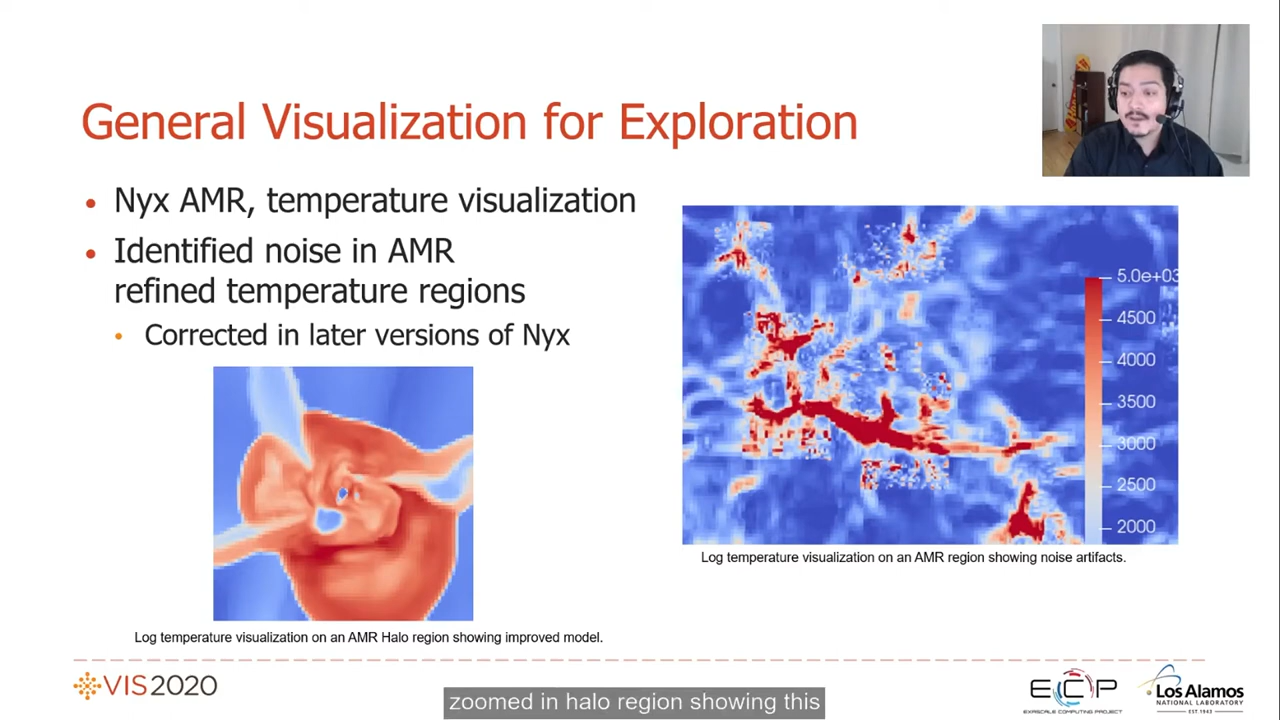 General Visualization for Exploration
• Nyx AMR, temperature visualization
• Identified noise in AMR
refined temperature regions
• Corrected in later versions of Nyx
5.0e+03
4500
4000
3500
3000
2500
2000
Log temperature visualization on an AMR region showing noise artifacts.
Log temperature visualization on an AMR Halo region showing improved model.
VIS2020
zoomed in halo region showing this
ECP
EXASCALE COMPUTING PROJECT
Los Alamos
NATIONAL LABORATORY
EST. 1943